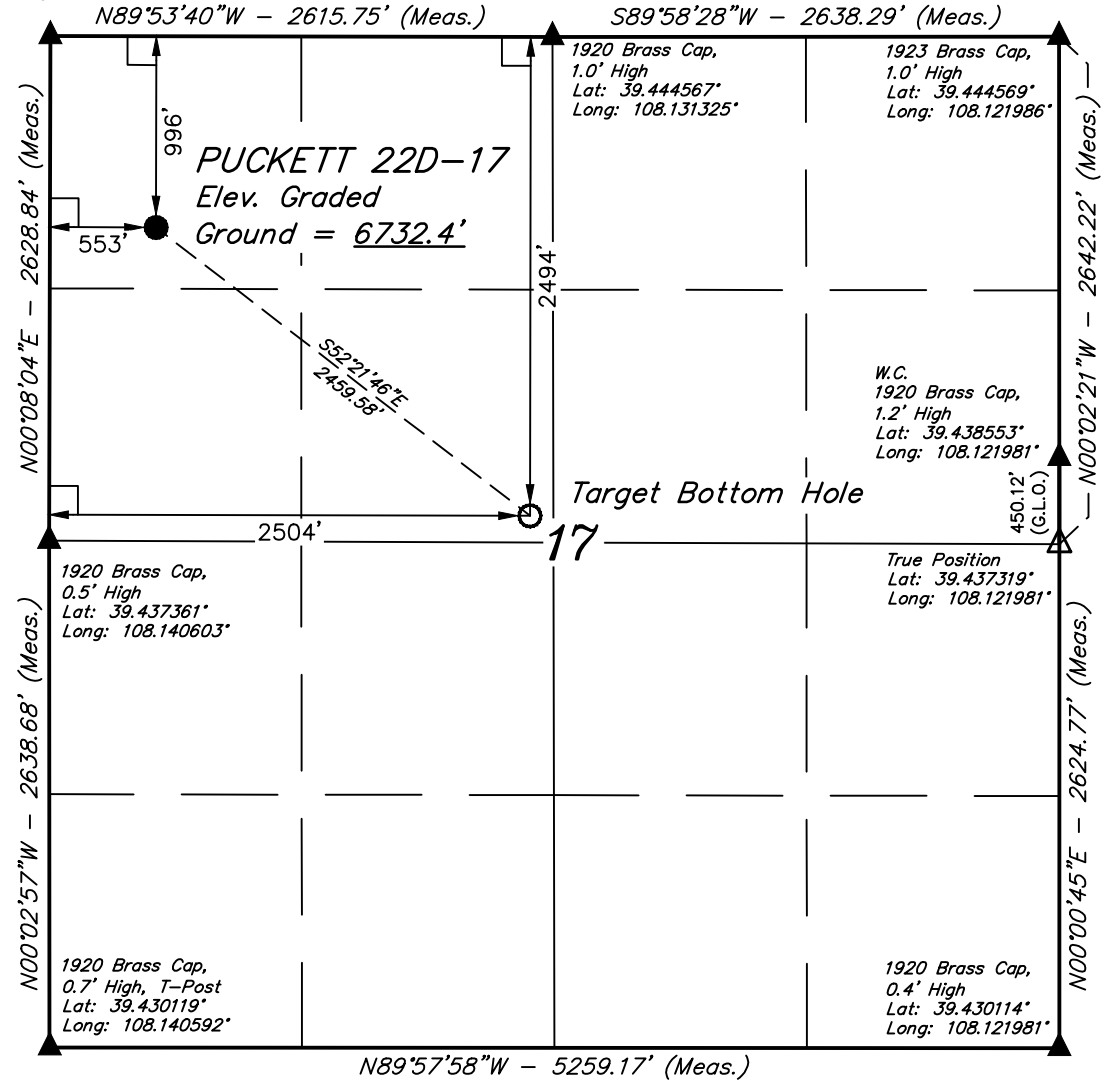 N89°53'40"W - 2615.75' (Meas.)
S89°58'28"W - 2638.29' (Meas.)
1920 Brass Cap,
1.0' High
Lat: 39.444567°
Long: 108.131325°
1923 Brass Cap,
1.0' High
Lat: 39.444569°
Long: 108.121986°
N00°08'04"E - 2628.84' (Meas.)
996'
PUCKETT 22D-17
Elev. Graded
Ground = 6732.4'
553'
2494'
N00°02'21"W - 2642.22' (Meas.)
S52°21'46"E
2459.58'
W.C.
1920 Brass Cap,
1.2' High
Lat: 39.438553°
Long: 108.121981°
450.12'
(G.L.O.)
Target Bottom Hole
2504'
17
1920 Brass Cap,
0.5' High
Lat: 39.437361°
Long: 108.140603°
True Position
Lat: 39.437319°
Long: 108.121981°
N00°02'57"W - 2638.68' (Meas.)
N00°00'45"E - 2624.77' (Meas.)
1920 Brass Cap,
0.7' High, T-Post
Lat: 39.430119°
Long: 108.140592°
1920 Brass Cap,
0.4' High
Lat: 39.430114°
Long: 108.121981°
N89°57'58"W - 5259.17' (Meas.)